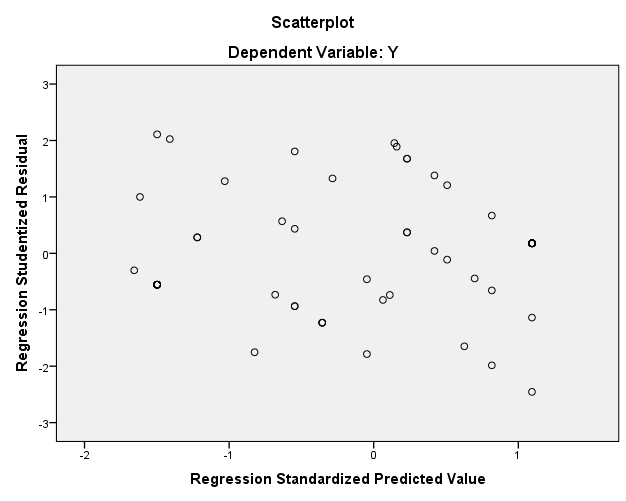 Scatterplot
Dependent Variable: Y
Regression Studentized Residual
3
2
1
0
-1
-2
-3
-2
-1
0
1
Regression Standardized Predicted Value